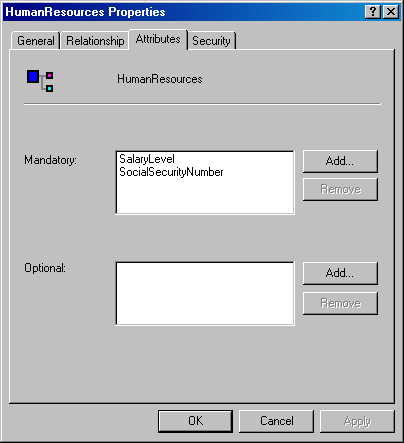 HumanResources Properties
General Relationship Attributes Security
HumanResources
Mandatory:
SalaryLevel
SocialSecurityNumber
Add...
Remove
Optional:
Add...
Remove
OK Cancel Apply